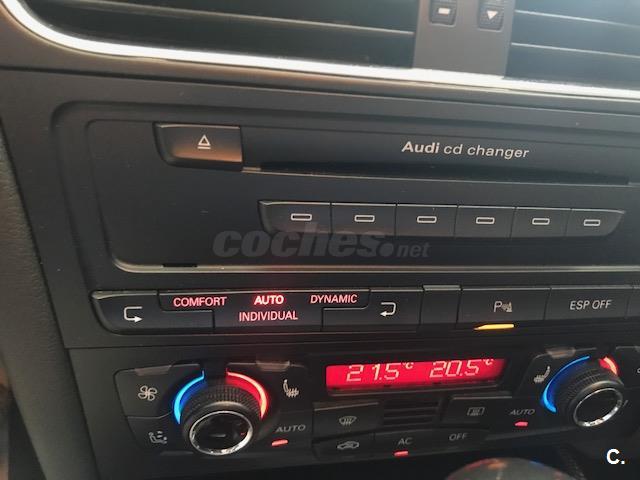 Audi cd changer
coches.net
COMFORT AUTO DYNAMIC
INDIVIDUAL
P
ESP OFF
21.5°C 20.5°C
AUTO
AUTO
AC
OFF
C.